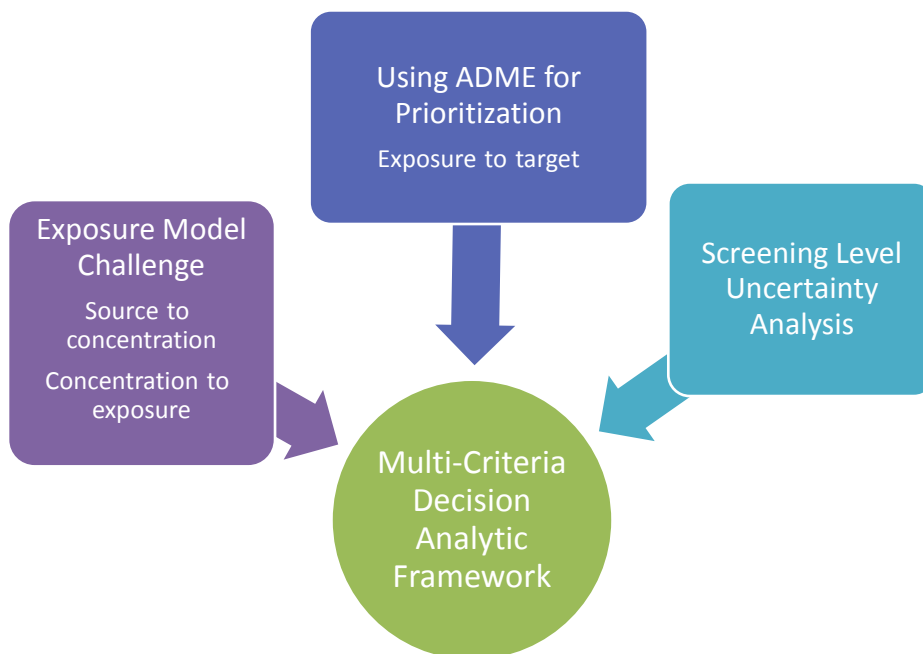 Using ADME for
Prioritization
Exposure to target
Exposure Model
Challenge
Source to
concentration
Concentration to
exposure
Screening Level
Uncertainty
Analysis
Multi-Criteria
Decision
Analytic
Framework